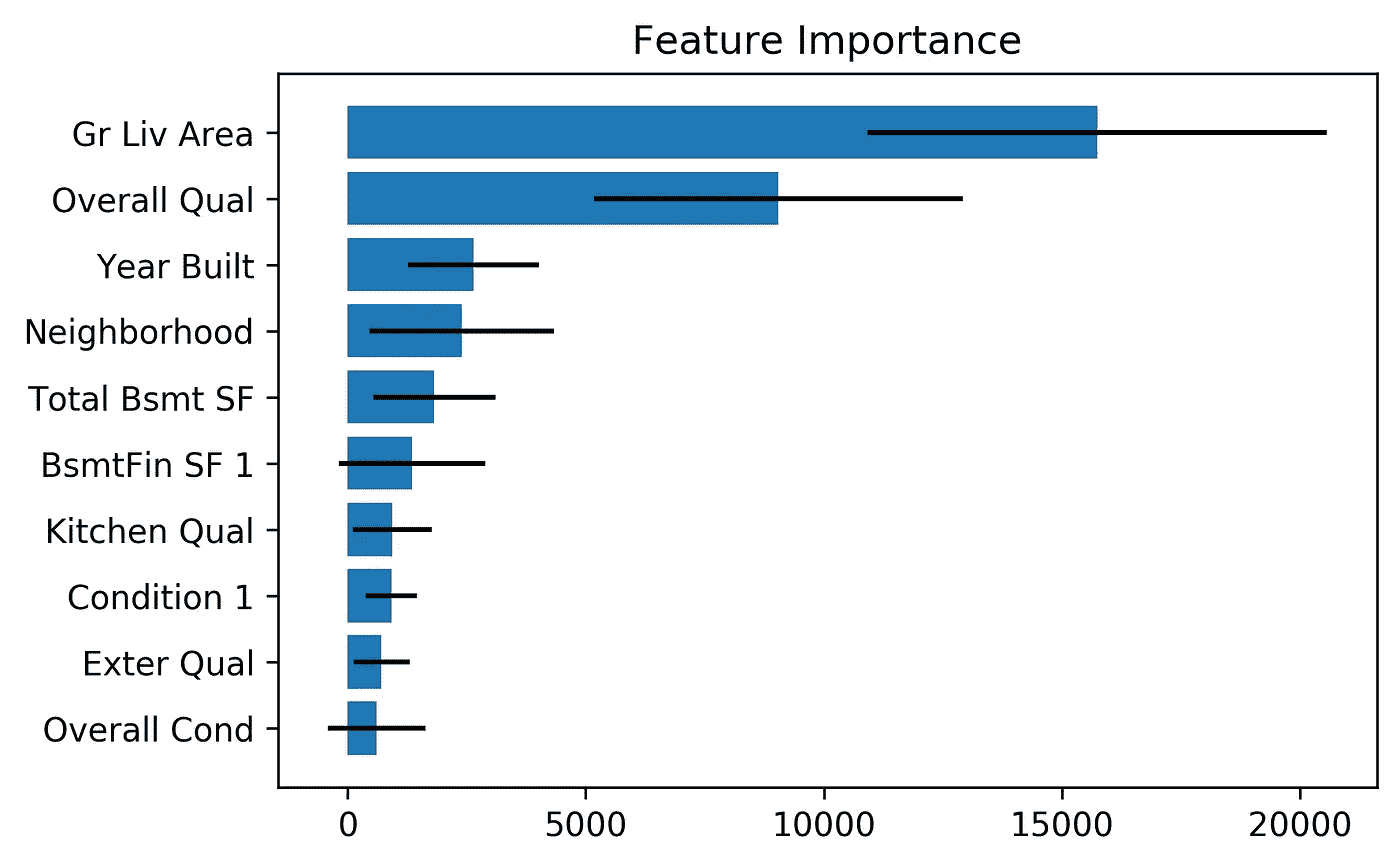 Feature Importance
Gr Liv Area
Overall Qual
Year Built
Neighborhood
Total Bsmt SF
BsmtFin SF 1
Kitchen Qual
Condition 1
Exter Qual
Overall Cond
0 5000 10000 15000 20000